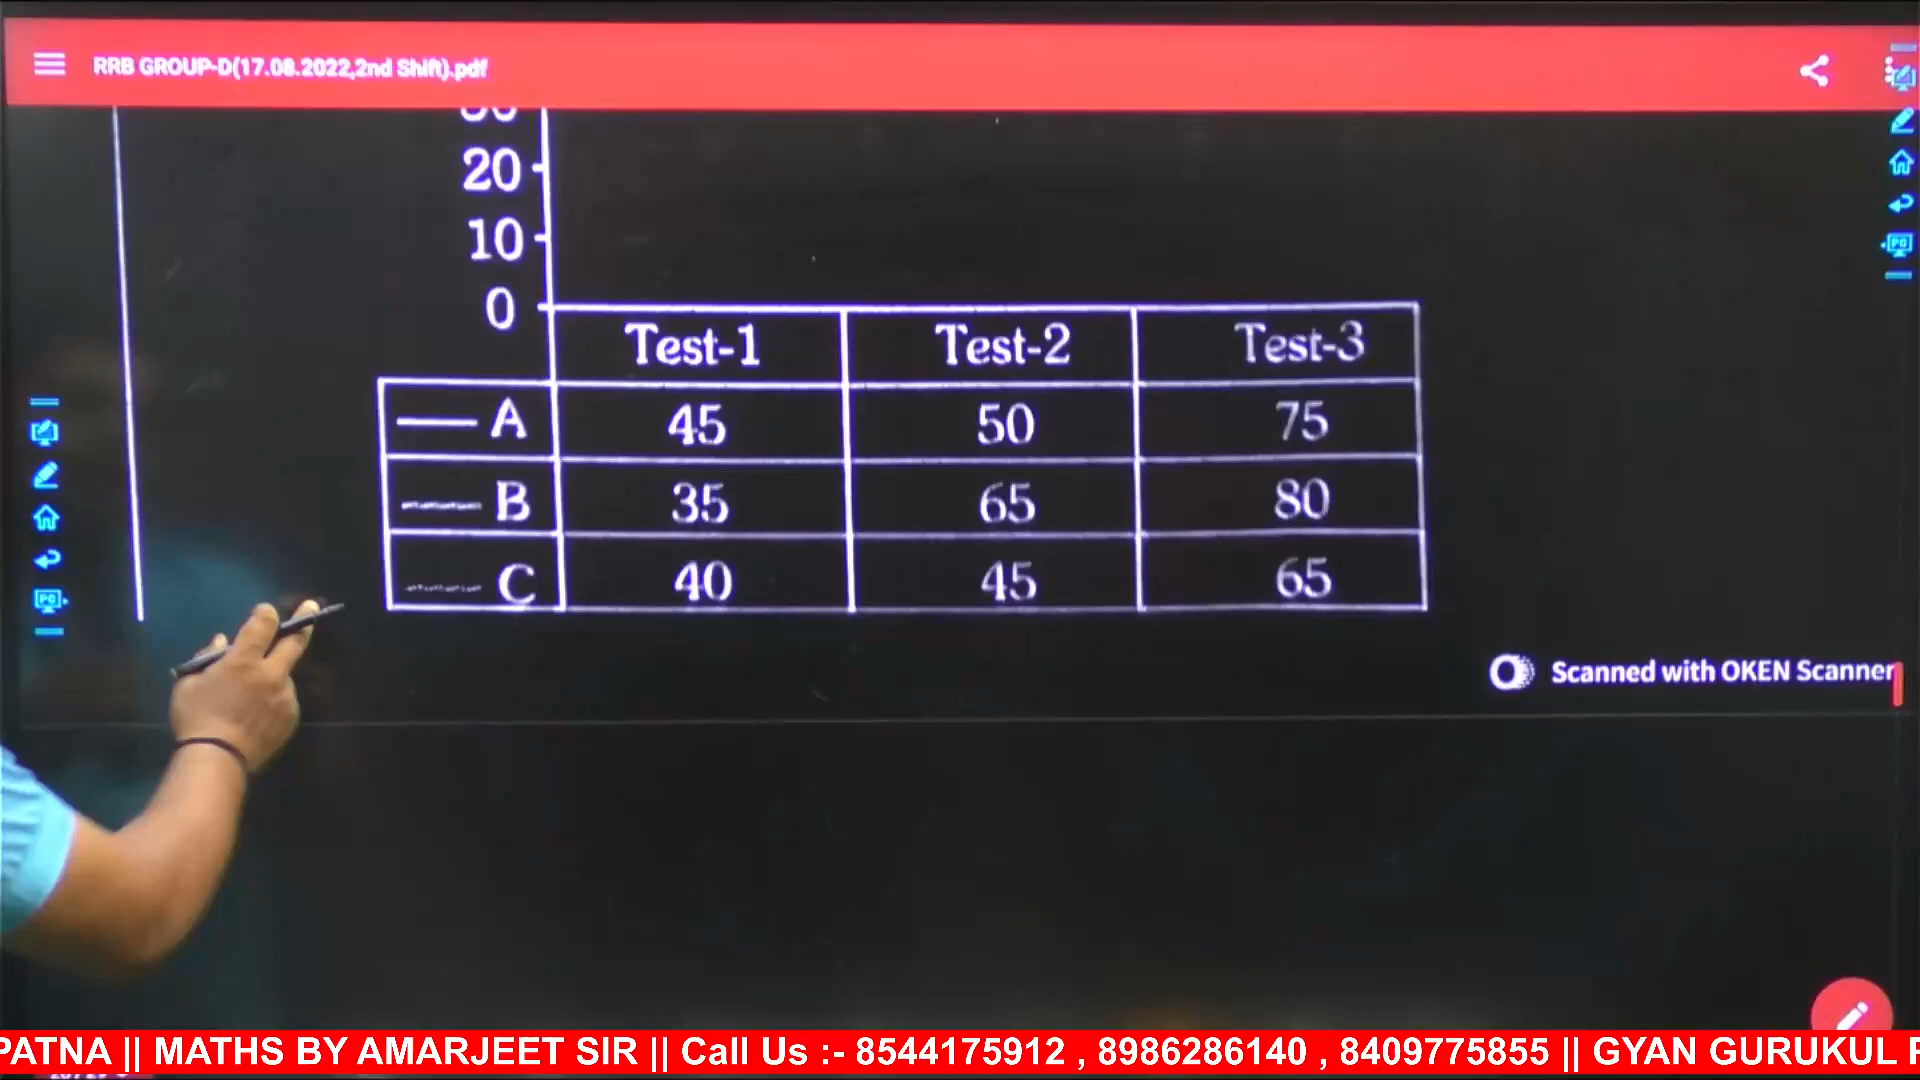 RRB GROUP-D(17.08.2022,2nd Shift).pdf
20
10
0
Test-1 Test-2 Test-3
A 45 50 75
B 35 65 80
C 40 45 65
Scanned with OKEN Scanner
PATNA || MATHS BY AMARJEET SIR || Call Us :- 8544175912 , 8986286140 , 8409775855 || GYAN GURUKUL